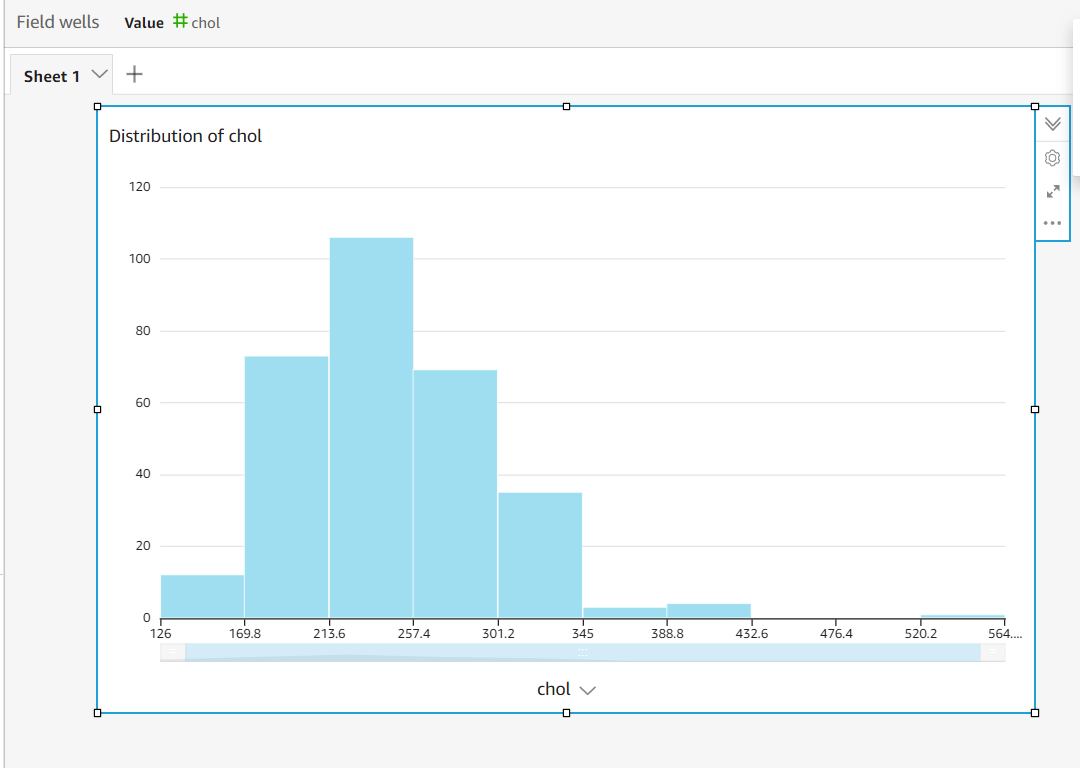 Field wells Value chol
Sheet 1
Distribution of chol
120
100
80
60
40
20
0
126 169.8 213.6 257.4 301.2 345 388.8 432.6 476.4 520.2 564....
chol